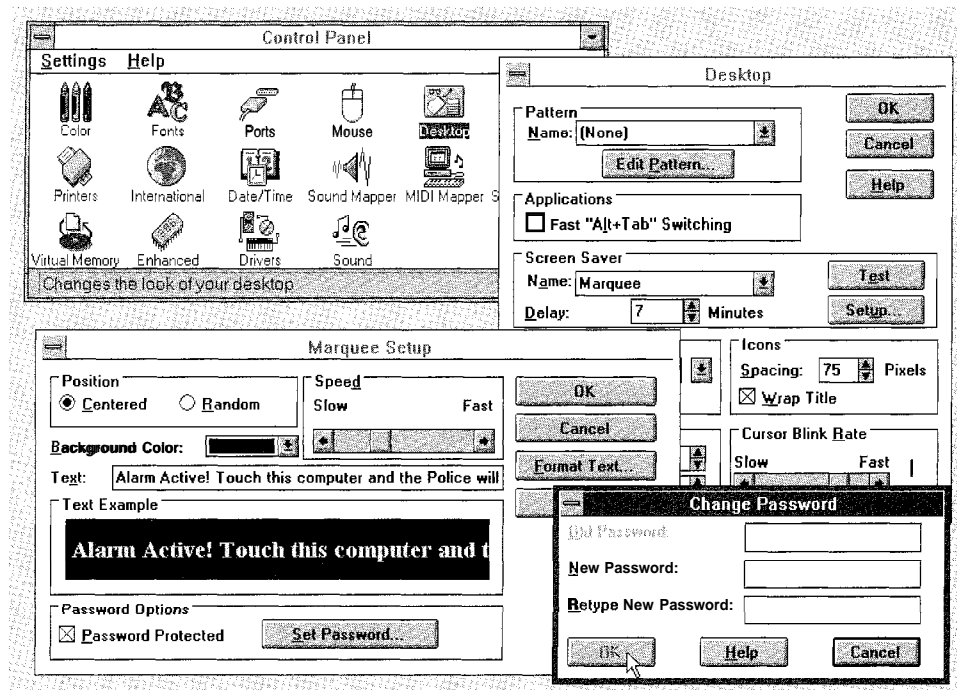 Control Panel
Settings Help
Color Fonts Ports Mouse Desktop
Printers International Date/Time Sound Mapper MIDI Mapper S
Virtual Memory Enhanced Drivers Sound
Changes the look of your desktop
Desktop
Pattern
Name: (None)
Edit Pattern...
OK
Cancel
Help
Applications
Fast "Alt+Tab" Switching
Screen Saver
Name: Marquee
Delay: 7 Minutes
Test
Setup...
Icons
Spacing: 75 Pixels
Wrap Title
Cursor Blink Rate
Slow Fast
Marquee Setup
Position
Centered Random
Speed
Slow Fast
OK
Cancel
Format Text...
Background Color:
Text: Alarm Active! Touch this computer and the Police will
Text Example
Alarm Active! Touch this computer and t
Password Options
Password Protected
Set Password...
Change Password
Old Password:
New Password:
Retype New Password:
OK Help Cancel